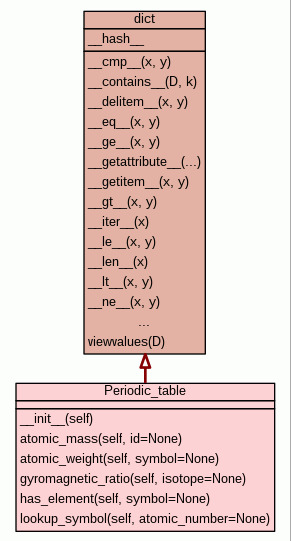 dict
__hash__
__cmp__(x, y)
__contains__(D, k)
__delitem__(x, y)
__eq__(x, y)
__ge__(x, y)
__getattribute__(...)
__getitem__(x, y)
__gt__(x, y)
__iter__(x)
__le__(x, y)
__len__(x)
__lt__(x, y)
__ne__(x, y)
...
viewvalues(D)
Periodic_table
__init__(self)
atomic_mass(self, id=None)
atomic_weight(self, symbol=None)
gyromagnetic_ratio(self, isotope=None)
has_element(self, symbol=None)
lookup_symbol(self, atomic_number=None)